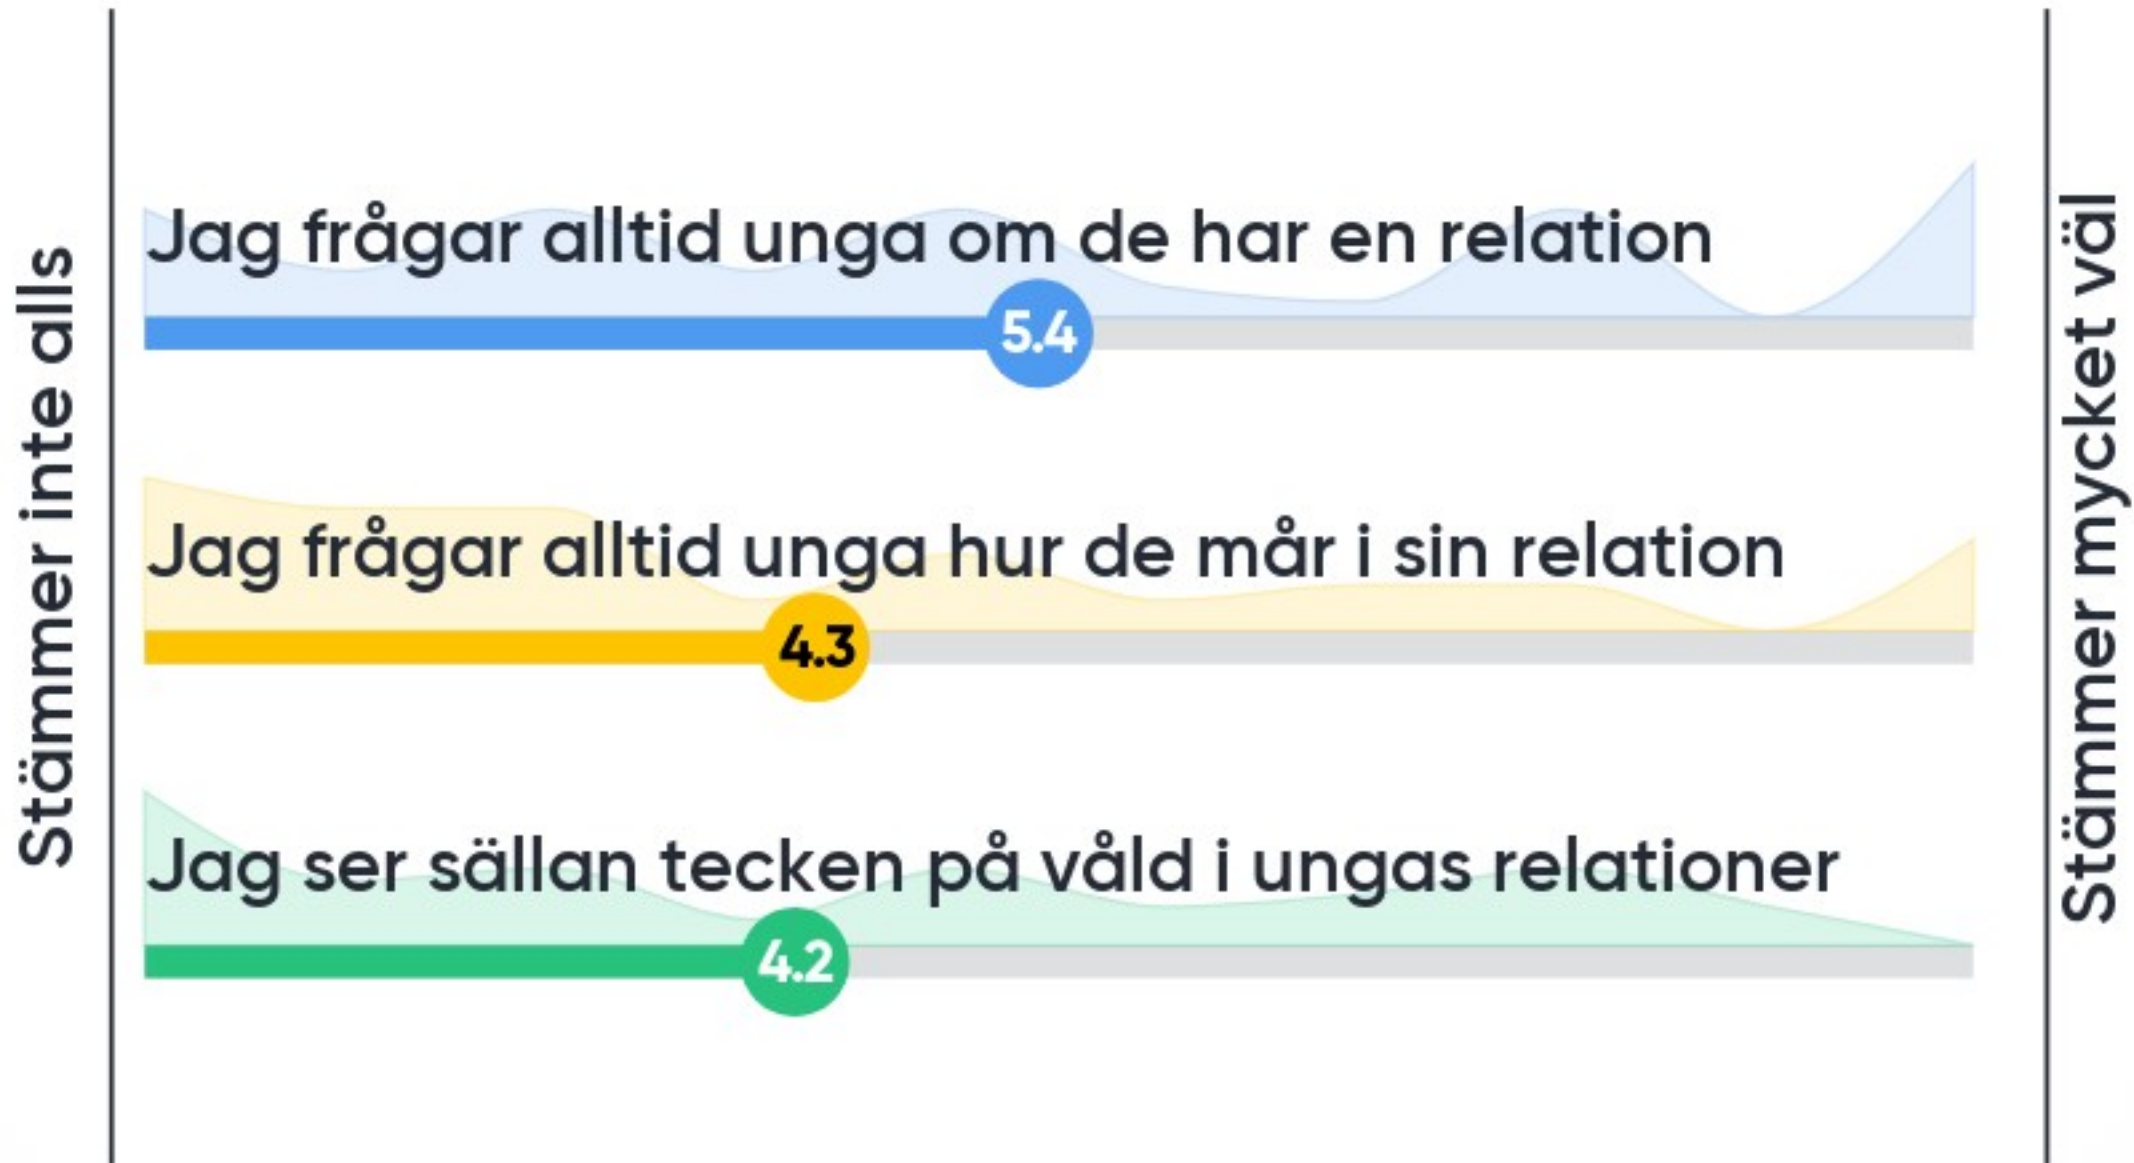 Stämmer inte alls
Jag frågar alltid unga om de har en relation
5.4
Jag frågar alltid unga hur de mår i sin relation
4.3
Jag ser sällan tecken på våld i ungas relationer
4.2
Stämmer mycket väl